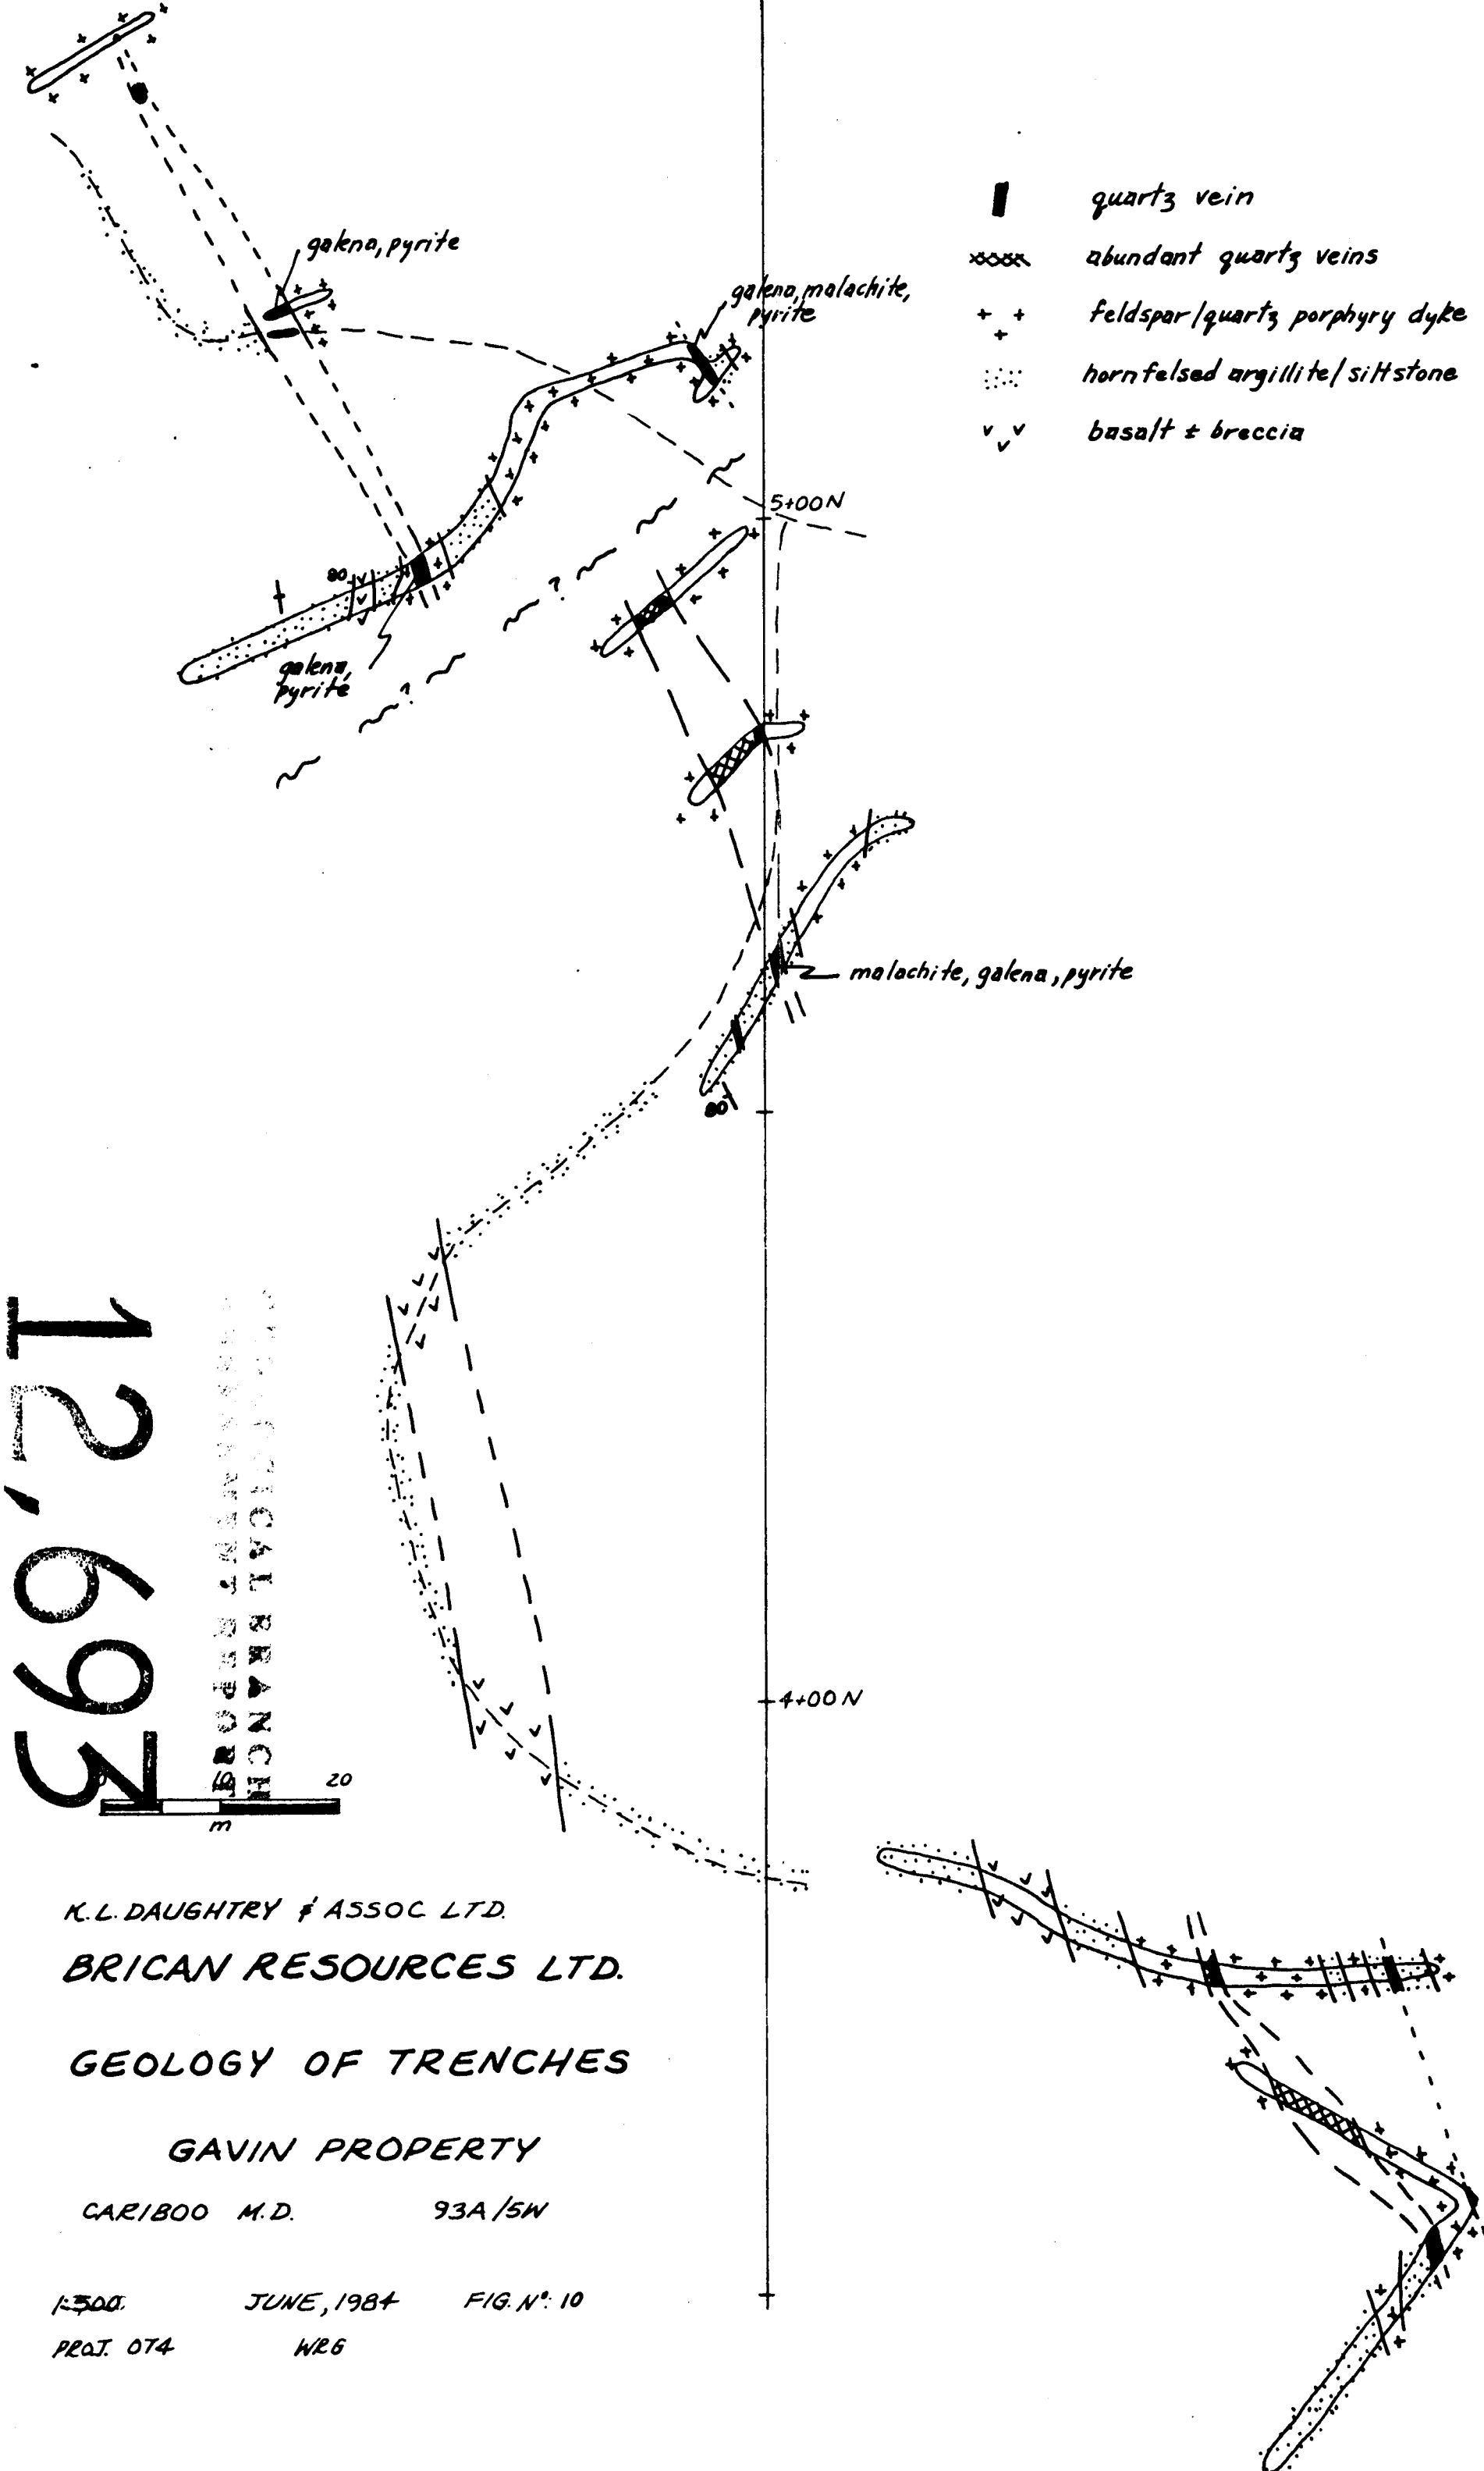 quartz vein
abundant quartz veins
feldspar/quartz porphyry dyke
hornfelsed argillite/siltstone
basalt ± breccia
galena, pyrite
galena, malachite,
pyrite
5+00N
80
galena,
pyrite
?
?
malachite, galena, pyrite
80
4+00N
12,693
ICAL BRANCH
10
20
m
K.L. DAUGHTRY & ASSOC LTD.
BRICAN RESOURCES LTD.
GEOLOGY OF TRENCHES
GAVIN PROPERTY
CARIBOO M.D. 93A/5W
1:500 JUNE, 1984 FIG. Nº: 10
PROJ. 074 WRG